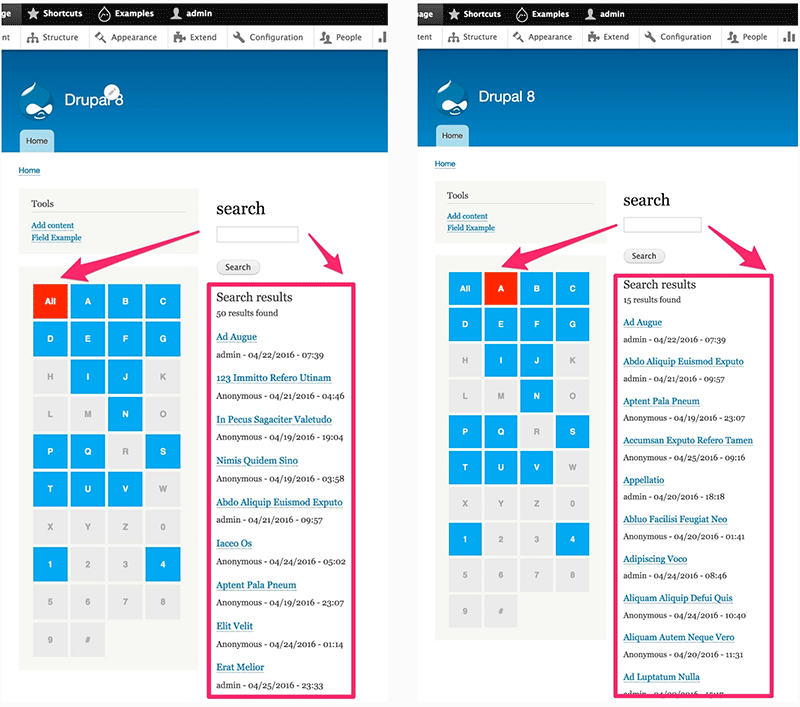 ge Shortcuts Examples admin
nt Structure Appearance Extend Configuration People
Drupal 8
Home
Home
Tools
Add content
Field Example
search
Search
All A B C
D E F G
H I J K
L M N O
P Q R S
T U V W
X Y Z 0
1 2 3 4
5 6 7 8
9 #
Search results
50 results found
Ad Augue
admin - 04/22/2016 - 07:39
123 Immitto Refero Utinam
Anonymous - 04/21/2016 - 04:46
In Pecus Sagaciter Valetudo
Anonymous - 04/19/2016 - 19:04
Nimis Quidem Sino
Anonymous - 04/19/2016 - 03:58
Abdo Aliquip Euismod Exputo
admin - 04/21/2016 - 09:57
Iaceo Os
Anonymous - 04/24/2016 - 05:02
Aptent Pala Pneum
Anonymous - 04/19/2016 - 23:07
Elit Velit
Anonymous - 04/24/2016 - 01:14
Erat Melior
admin - 04/25/2016 - 23:33
age Shortcuts Examples admin
tent Structure Appearance Extend Configuration People
Drupal 8
Home
Home
Tools
Add content
Field Example
search
Search
All A B C
D E F G
H I J K
L M N O
P Q R S
T U V W
X Y Z 0
1 2 3 4
5 6 7 8
9 #
Search results
15 results found
Ad Augue
admin - 04/22/2016 - 07:39
Abdo Aliquip Euismod Exputo
admin - 04/21/2016 - 09:57
Aptent Pala Pneum
Anonymous - 04/19/2016 - 23:07
Accumsan Exputo Refero Tamen
Anonymous - 04/25/2016 - 09:16
Appellatio
admin - 04/20/2016 - 18:18
Abluo Facilisi Feugiat Neo
Anonymous - 04/20/2016 - 01:41
Adipiscing Voco
admin - 04/24/2016 - 08:46
Aliquam Aliquip Defui Quis
Anonymous - 04/24/2016 - 10:40
Aliquam Autem Neque Vero
Anonymous - 04/20/2016 - 11:31
Ad Luptatum Nulla